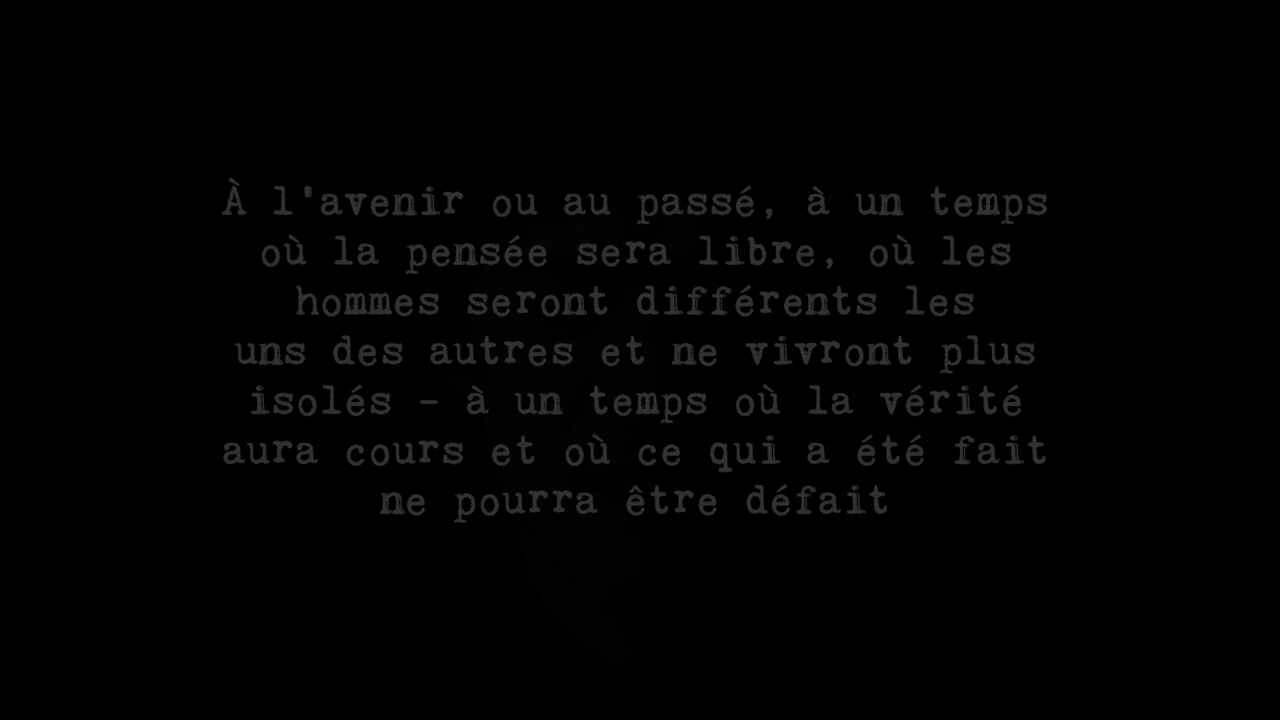 À l'avenir ou au passé, à un temps
où la pensée sera libre, où les
hommes seront différents les
uns des autres et ne vivront plus
isolés - à un temps où la vérité
aura cours et où ce qui a été fait
ne pourra être défait